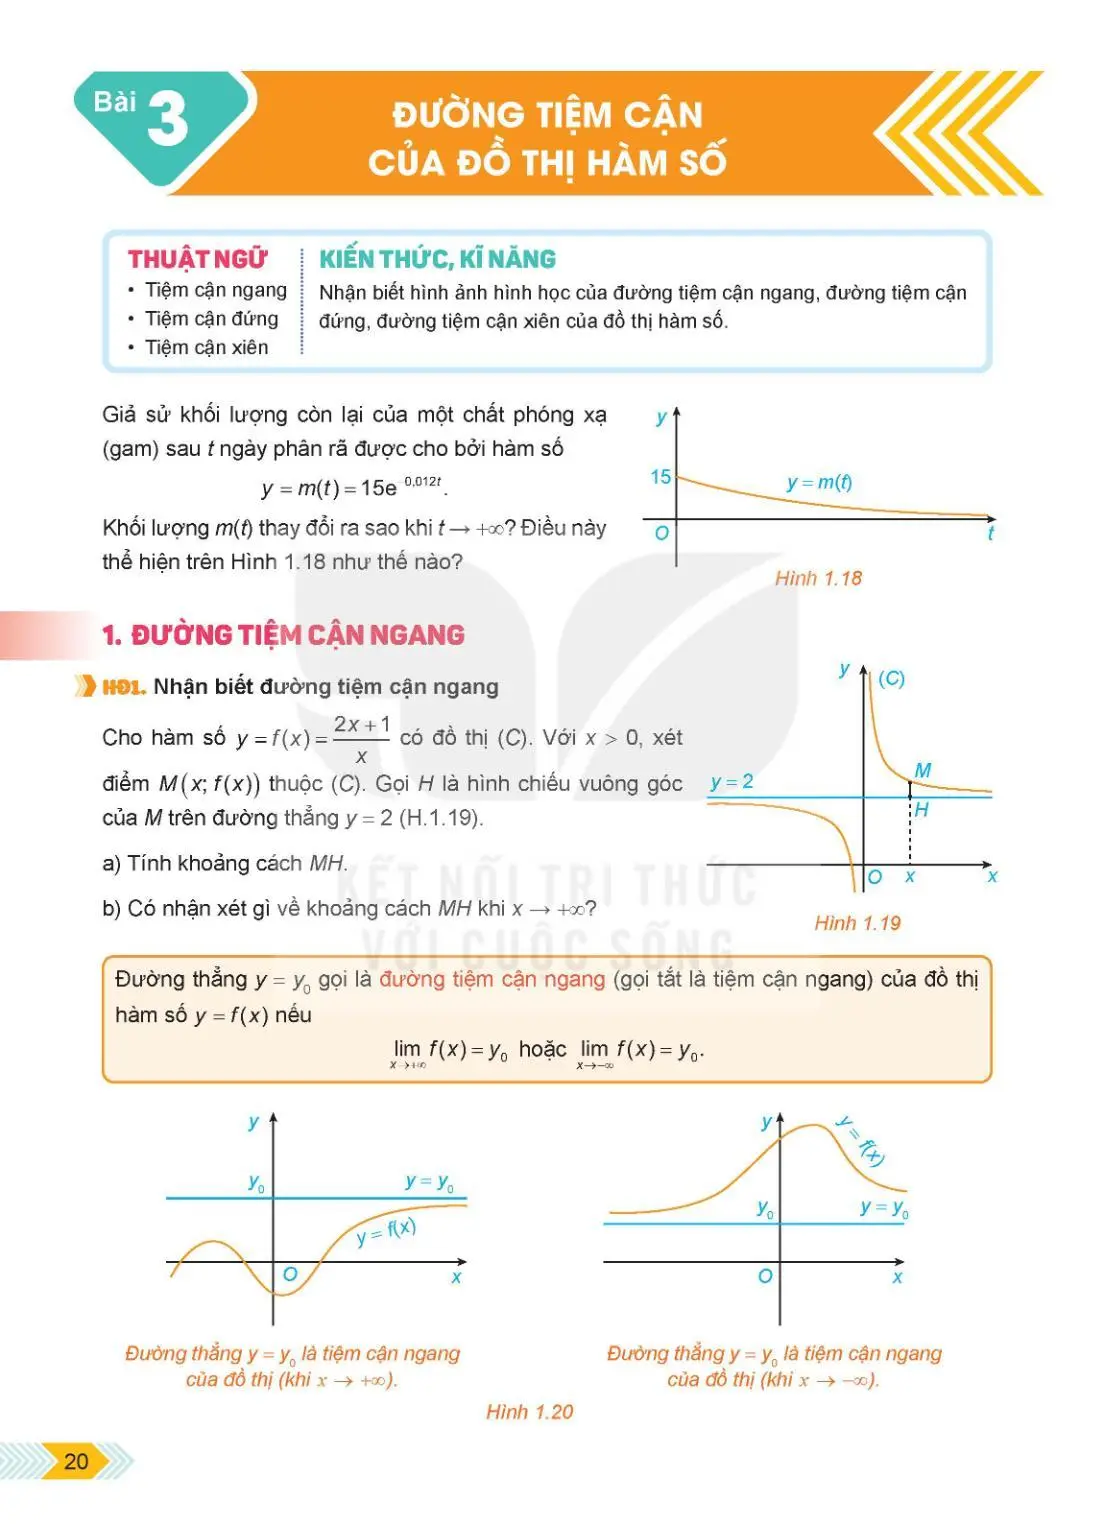 Bài 3
ĐƯỜNG TIỆM CẬN
CỦA ĐỒ THỊ HÀM SỐ
THUẬT NGỮ
• Tiệm cận ngang
• Tiệm cận đứng
• Tiệm cận xiên
KIẾN THỨC, KĨ NĂNG
Nhận biết hình ảnh hình học của đường tiệm cận ngang, đường tiệm cận
đứng, đường tiệm cận xiên của đồ thị hàm số.
Giả sử khối lượng còn lại của một chất phóng xạ
(gam) sau t ngày phân rã được cho bởi hàm số
y = m(t) = 15e^{-0,012t}.
Khối lượng m(t) thay đổi ra sao khi t → +∞? Điều này
thể hiện trên Hình 1.18 như thế nào?
y
15
y = m(t)
O
t
Hình 1.18
1. ĐƯỜNG TIỆM CẬN NGANG
HĐ1. Nhận biết đường tiệm cận ngang
Cho hàm số y = f(x) = (2x + 1)/x có đồ thị (C). Với x > 0, xét
điểm M(x; f(x)) thuộc (C). Gọi H là hình chiếu vuông góc
của M trên đường thẳng y = 2 (H.1.19).
a) Tính khoảng cách MH.
b) Có nhận xét gì về khoảng cách MH khi x → +∞?
y
(C)
M
y = 2
H
O
x
x
Hình 1.19
KẾT NỐI TRI THỨC
VỚI CUỘC SỐNG
Đường thẳng y = y₀ gọi là đường tiệm cận ngang (gọi tắt là tiệm cận ngang) của đồ thị
hàm số y = f(x) nếu
lim f(x) = y₀ hoặc lim f(x) = y₀.
x→+∞ x→−∞
y
y₀
y = y₀
y = f(x)
O
x
Đường thẳng y = y₀ là tiệm cận ngang
của đồ thị (khi x → +∞).
y
y = f(x)
y₀
y = y₀
O
x
Đường thẳng y = y₀ là tiệm cận ngang
của đồ thị (khi x → −∞).
Hình 1.20
20